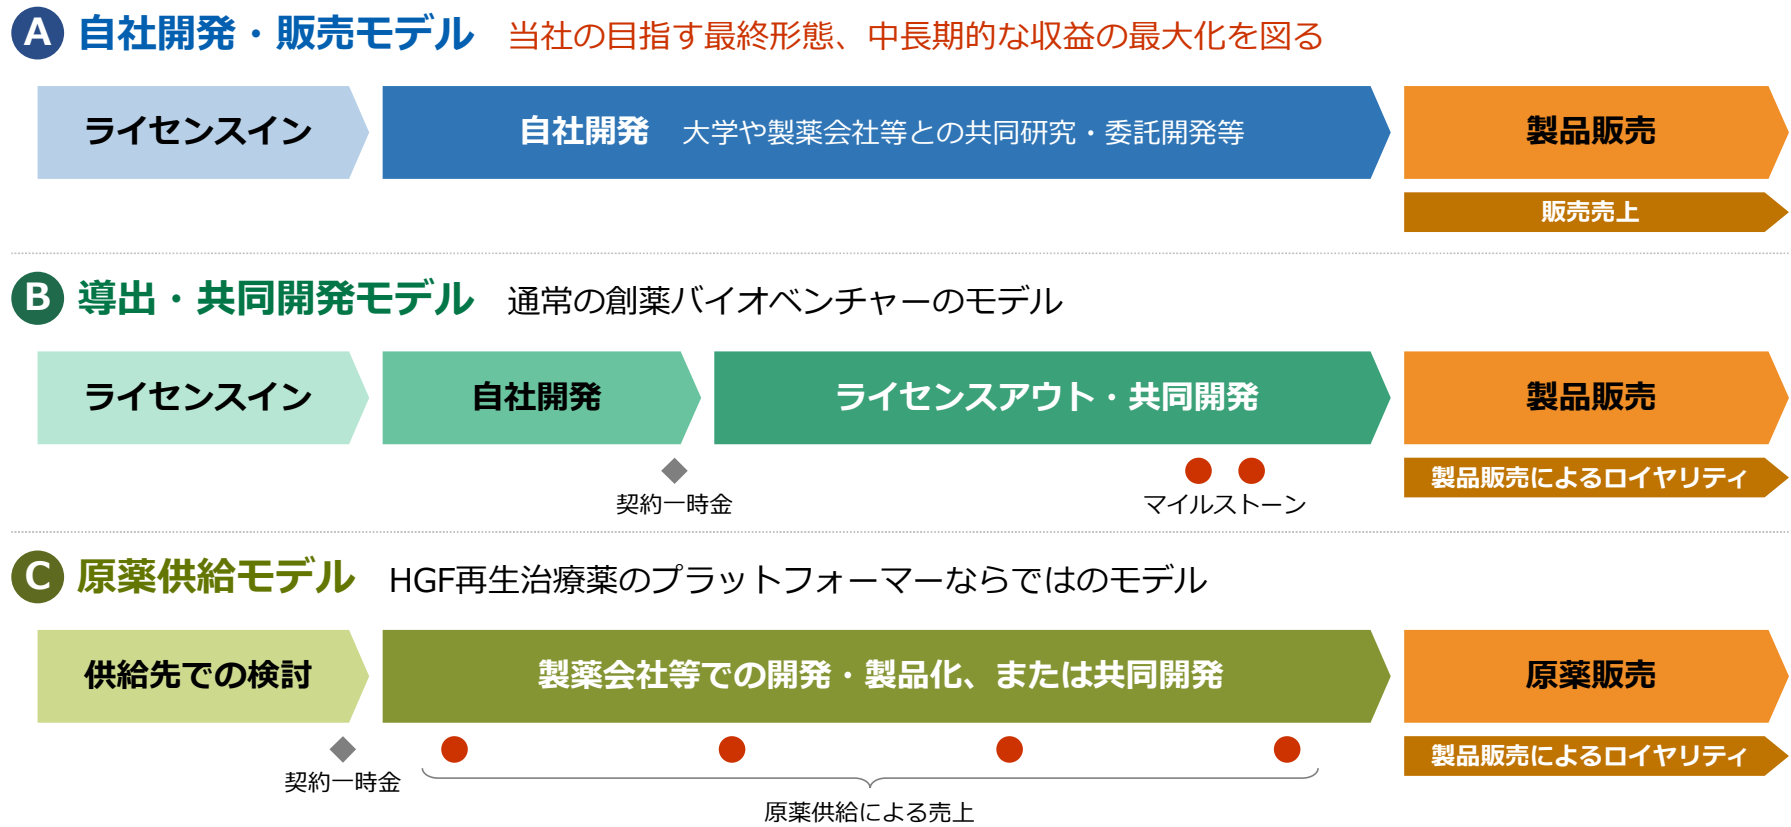 A 自社開発・販売モデル 当社の目指す最終形態、中長期的な収益の最大化を図る
ライセンスイン 自社開発 大学や製薬会社等との共同研究・委託開発等 製品販売
販売売上
B 導出・共同開発モデル 通常の創薬バイオベンチャーのモデル
ライセンスイン 自社開発 ライセンスアウト・共同開発 製品販売
製品販売によるロイヤリティ
契約一時金 マイルストーン
C 原薬供給モデル HGF再生治療薬のプラットフォーマーならではのモデル
供給先での検討 製薬会社等での開発・製品化、または共同開発 原薬販売
製品販売によるロイヤリティ
契約一時金
原薬供給による売上